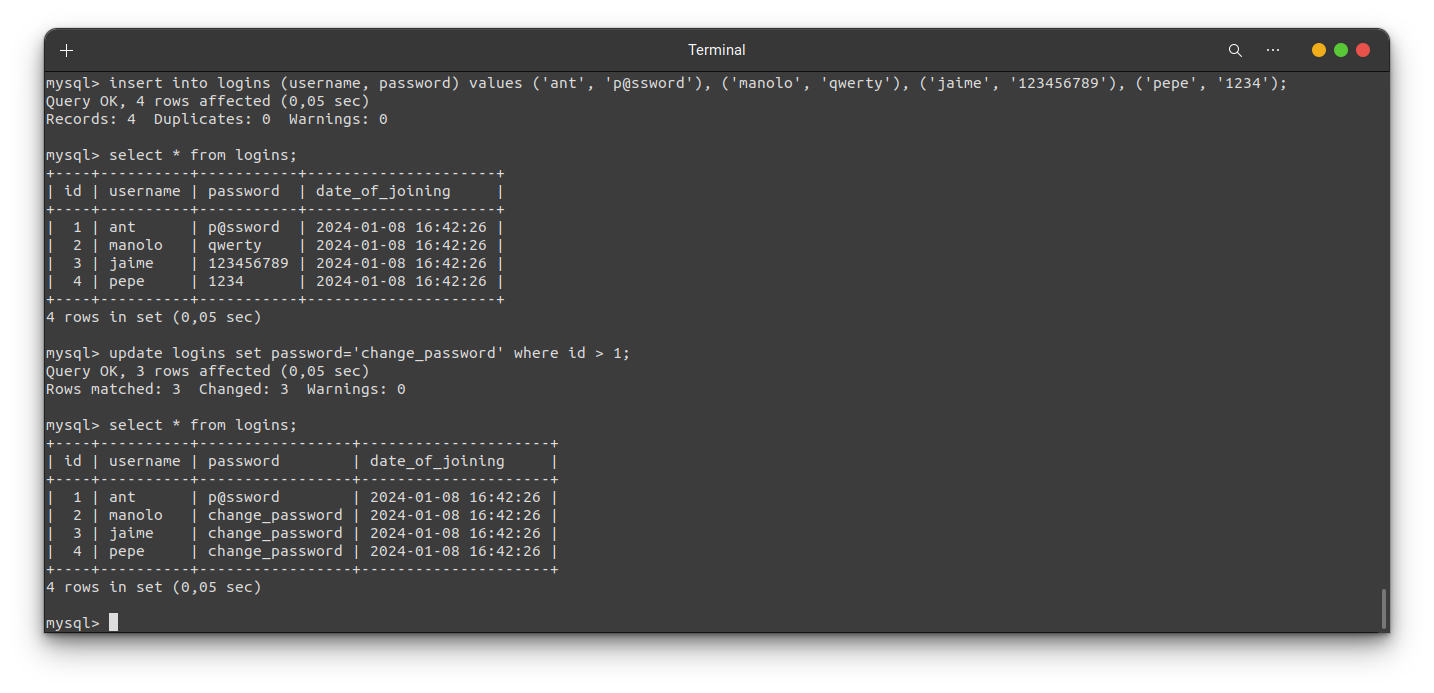 Terminal
mysql> insert into logins (username, password) values ('ant', 'p@ssword'), ('manolo', 'qwerty'), ('jaime', '123456789'), ('pepe', '1234');
Query OK, 4 rows affected (0,05 sec)
Records: 4  Duplicates: 0  Warnings: 0

mysql> select * from logins;
+----+----------+-----------+---------------------+
| id | username | password  | date_of_joining     |
+----+----------+-----------+---------------------+
|  1 | ant      | p@ssword  | 2024-01-08 16:42:26 |
|  2 | manolo   | qwerty    | 2024-01-08 16:42:26 |
|  3 | jaime    | 123456789 | 2024-01-08 16:42:26 |
|  4 | pepe     | 1234      | 2024-01-08 16:42:26 |
+----+----------+-----------+---------------------+
4 rows in set (0,05 sec)

mysql> update logins set password='change_password' where id > 1;
Query OK, 3 rows affected (0,05 sec)
Rows matched: 3  Changed: 3  Warnings: 0

mysql> select * from logins;
+----+----------+-----------------+---------------------+
| id | username | password        | date_of_joining     |
+----+----------+-----------------+---------------------+
|  1 | ant      | p@ssword        | 2024-01-08 16:42:26 |
|  2 | manolo   | change_password | 2024-01-08 16:42:26 |
|  3 | jaime    | change_password | 2024-01-08 16:42:26 |
|  4 | pepe     | change_password | 2024-01-08 16:42:26 |
+----+----------+-----------------+---------------------+
4 rows in set (0,05 sec)

mysql>